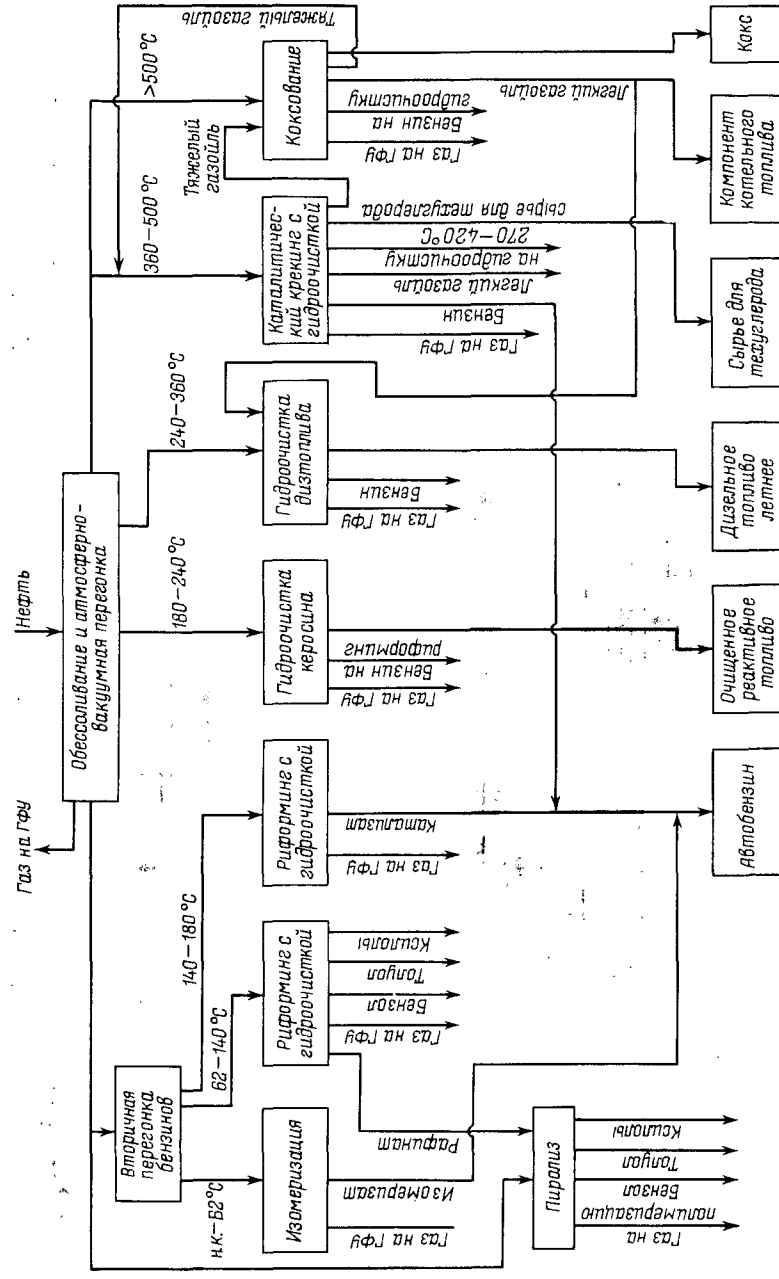 Нефть
Газ на ГФУ
Обессоливание и атмосферно-
вакуумная перегонка
Вторичная
перегонка
бензинов
н.к.–62°С
62–140°С
140–180°С
180–240°С
240–360°С
360–500°С
>500°С
Тяжелый газойль
Тяжелый
газойль
Изомеризация
Газ на ГФУ
Изомеризат
Риформинг с
гидроочисткой
Рафинат
Газ на ГФУ
Бензол
Толуол
Ксилолы
Риформинг с
гидроочисткой
Газ на ГФУ
Катализат
Гидроочистка
керосина
Газ на ГФУ
Бензин на
риформинг
Гидроочистка
дизтоплива
Газ на ГФУ
Бензин
Каталитичес-
кий крекинг с
гидроочисткой
Газ на ГФУ
Бензин
Легкий газойль
на гидроочистку
270–420°С
сырье для техуглерода
Коксование
Газ на ГФУ
Бензин на
гидроочистку
Легкий газойль
Пиролиз
Газ на
полимеризацию
Бензол
Толуол
Ксилолы
Автобензин
Очищенное
реактивное
топливо
Дизельное
топливо
летнее
Сырье для
техуглерода
Компонент
котельного
топлива
Кокс